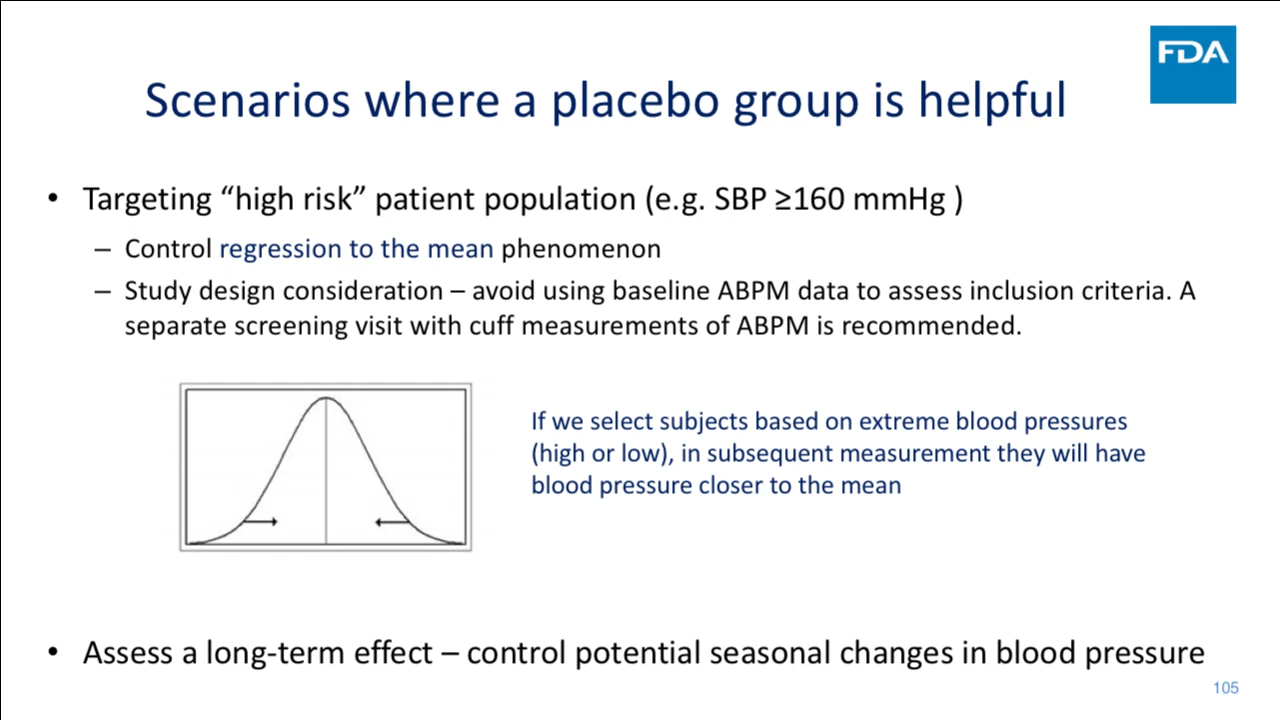 FDA
Scenarios where a placebo group is helpful
• Targeting “high risk” patient population (e.g. SBP ≥160 mmHg )
– Control regression to the mean phenomenon
– Study design consideration – avoid using baseline ABPM data to assess inclusion criteria. A
separate screening visit with cuff measurements of ABPM is recommended.
If we select subjects based on extreme blood pressures
(high or low), in subsequent measurement they will have
blood pressure closer to the mean
• Assess a long-term effect – control potential seasonal changes in blood pressure
105